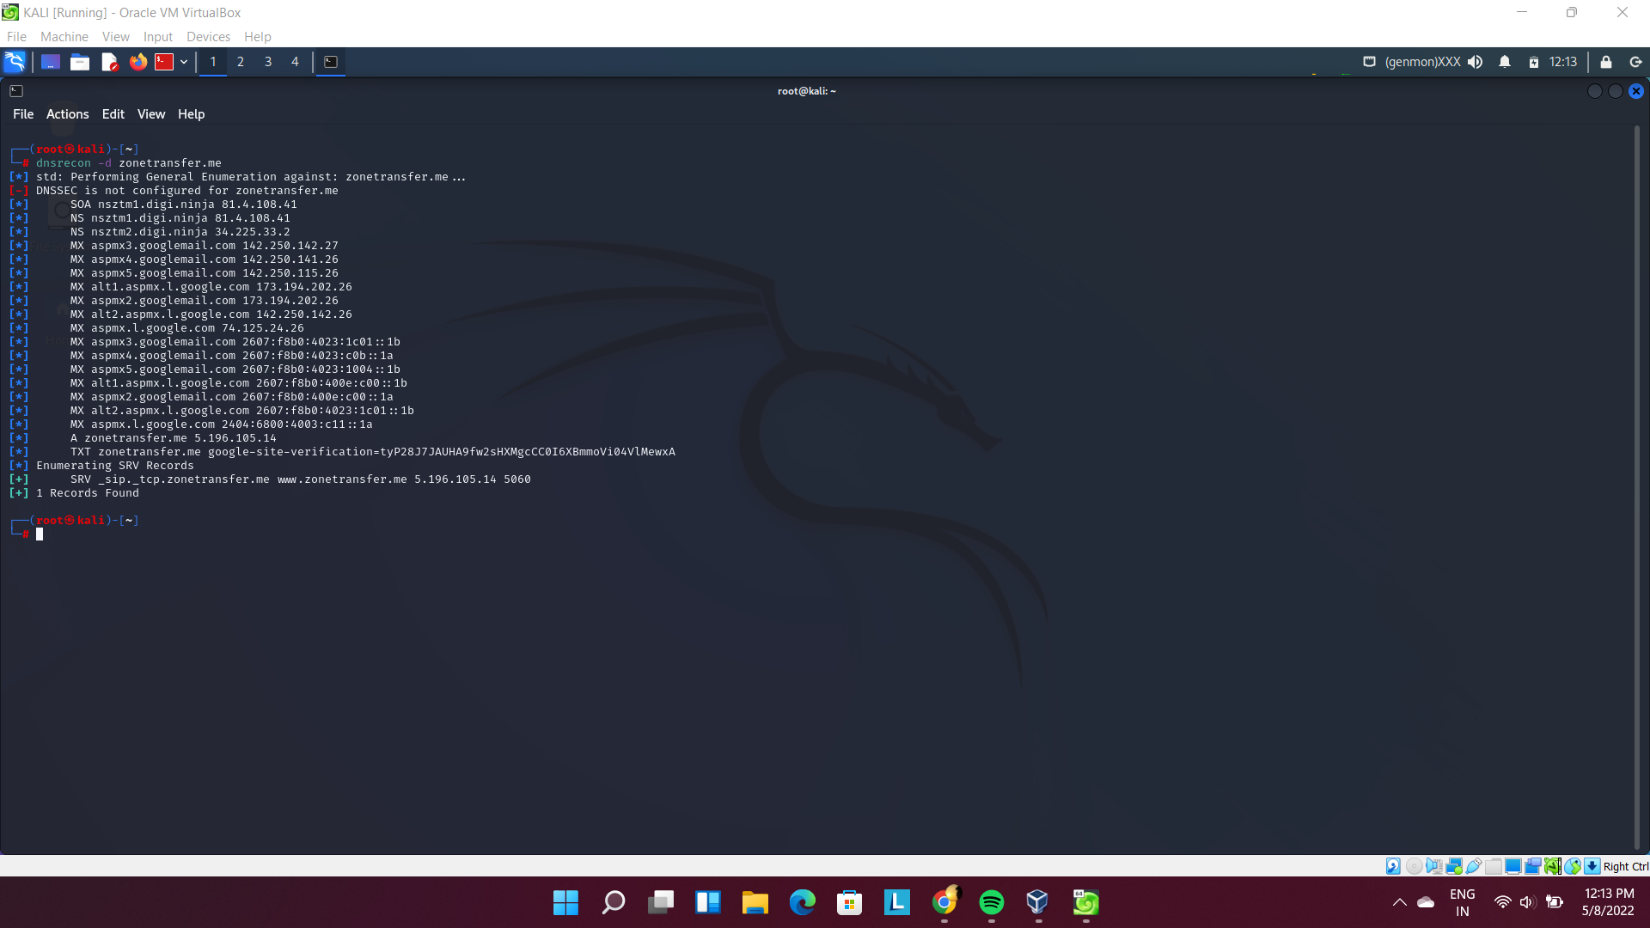 KALI [Running] - Oracle VM VirtualBox
File Machine View Input Devices Help
1 2 3 4 (genmon)XXX 12:13
root@kali: ~
File Actions Edit View Help
┌──(root㉿kali)-[~]
└─# dnsrecon -d zonetransfer.me
[*] std: Performing General Enumeration against: zonetransfer.me...
[-] DNSSEC is not configured for zonetransfer.me
[*] SOA nsztm1.digi.ninja 81.4.108.41
[*] NS nsztm1.digi.ninja 81.4.108.41
[*] NS nsztm2.digi.ninja 34.225.33.2
[*] MX aspmx3.googlemail.com 142.250.142.27
[*] MX aspmx4.googlemail.com 142.250.141.26
[*] MX aspmx5.googlemail.com 142.250.115.26
[*] MX alt1.aspmx.l.google.com 173.194.202.26
[*] MX aspmx2.googlemail.com 173.194.202.26
[*] MX alt2.aspmx.l.google.com 142.250.142.26
[*] MX aspmx.l.google.com 74.125.24.26
[*] MX aspmx3.googlemail.com 2607:f8b0:4023:1c01::1b
[*] MX aspmx4.googlemail.com 2607:f8b0:4023:c0b::1a
[*] MX aspmx5.googlemail.com 2607:f8b0:4023:1004::1b
[*] MX alt1.aspmx.l.google.com 2607:f8b0:400e:c00::1b
[*] MX aspmx2.googlemail.com 2607:f8b0:400e:c00::1a
[*] MX alt2.aspmx.l.google.com 2607:f8b0:4023:1c01::1b
[*] MX aspmx.l.google.com 2404:6800:4003:c11::1a
[*] A zonetransfer.me 5.196.105.14
[*] TXT zonetransfer.me google-site-verification=tyP28J7JAUHA9fw2sHXMgcCC0I6XBmmoVi04VlMewxA
[*] Enumerating SRV Records
[+] SRV _sip._tcp.zonetransfer.me www.zonetransfer.me 5.196.105.14 5060
[+] 1 Records Found
┌──(root㉿kali)-[~]
└─#
Right Ctrl
ENG
IN
12:13 PM
5/8/2022